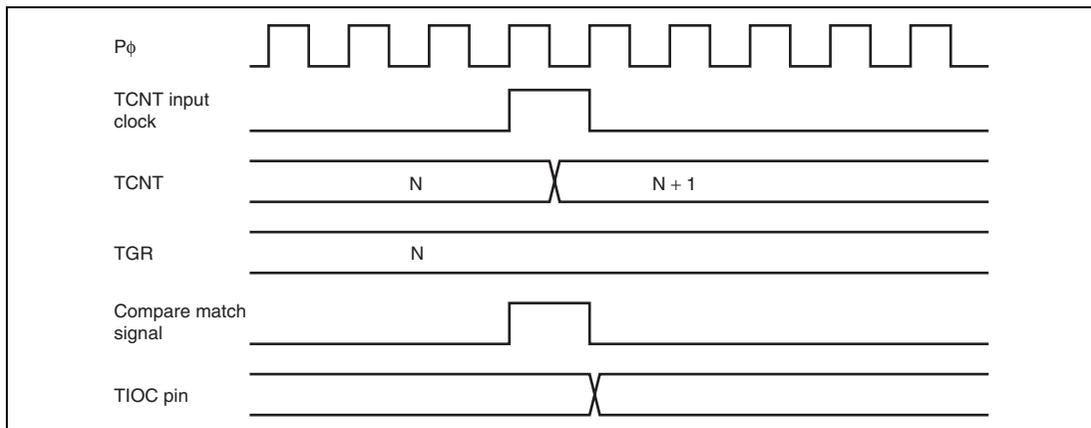 Pϕ
TCNT input
clock
TCNT
N
N + 1
TGR
N
Compare match
signal
TIOC pin